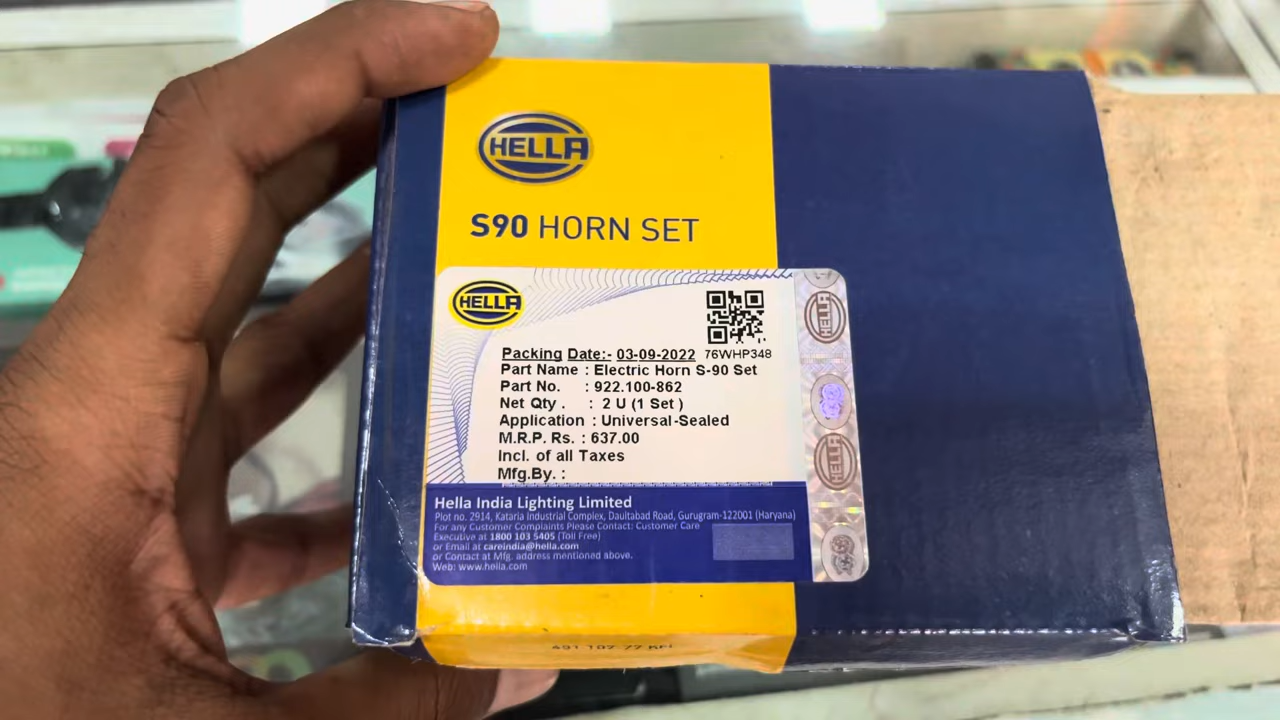 HELLA
S90 HORN SET
HELLA
Packing Date:- 03-09-2022 76WHP348
Part Name : Electric Horn S-90 Set
Part No. : 922.100-862
Net Qty . : 2 U (1 Set )
Application : Universal-Sealed
M.R.P. Rs. : 637.00
Incl. of all Taxes
Mfg.By. :
Hella India Lighting Limited
Plot no. 2914, Kataria Industrial Complex, Daultabad Road, Gurugram-122001 (Haryana)
For any Customer Complaints Please Contact: Customer Care
Executive at 1800 103 5405 (Toll Free)
or Email at careindia@hella.com
or Contact at Mfg. address mentioned above.
Web: www.hella.com
HELLA
HELLA